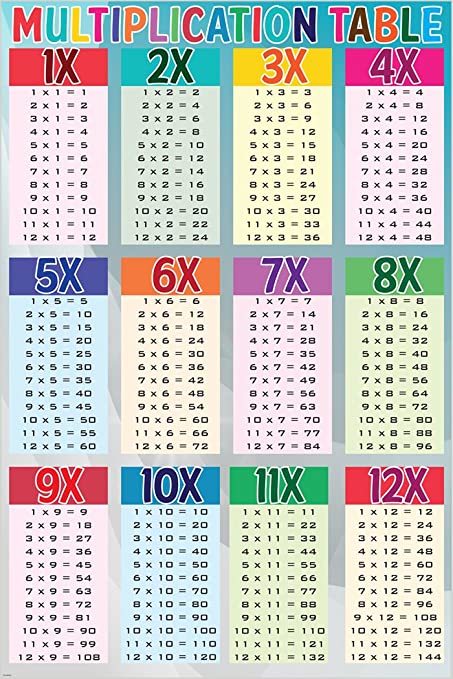 MULTIPLICATION TABLE
1X
1 x 1 = 1
2 x 1 = 2
3 x 1 = 3
4 x 1 = 4
5 x 1 = 5
6 x 1 = 6
7 x 1 = 7
8 x 1 = 8
9 x 1 = 9
10 x 1 = 10
11 x 1 = 11
12 x 1 = 12
2X
1 x 2 = 2
2 x 2 = 4
3 x 2 = 6
4 x 2 = 8
5 x 2 = 10
6 x 2 = 12
7 x 2 = 14
8 x 2 = 16
9 x 2 = 18
10 x 2 = 20
11 x 2 = 22
12 x 2 = 24
3X
1 x 3 = 3
2 x 3 = 6
3 x 3 = 9
4 x 3 = 12
5 x 3 = 15
6 x 3 = 18
7 x 3 = 21
8 x 3 = 24
9 x 3 = 27
10 x 3 = 30
11 x 3 = 33
12 x 3 = 36
4X
1 x 4 = 4
2 x 4 = 8
3 x 4 = 12
4 x 4 = 16
5 x 4 = 20
6 x 4 = 24
7 x 4 = 28
8 x 4 = 32
9 x 4 = 36
10 x 4 = 40
11 x 4 = 44
12 x 4 = 48
5X
1 x 5 = 5
2 x 5 = 10
3 x 5 = 15
4 x 5 = 20
5 x 5 = 25
6 x 5 = 30
7 x 5 = 35
8 x 5 = 40
9 x 5 = 45
10 x 5 = 50
11 x 5 = 55
12 x 5 = 60
6X
1 x 6 = 6
2 x 6 = 12
3 x 6 = 18
4 x 6 = 24
5 x 6 = 30
6 x 6 = 36
7 x 6 = 42
8 x 6 = 48
9 x 6 = 54
10 x 6 = 60
11 x 6 = 66
12 x 6 = 72
7X
1 x 7 = 7
2 x 7 = 14
3 x 7 = 21
4 x 7 = 28
5 x 7 = 35
6 x 7 = 42
7 x 7 = 49
8 x 7 = 56
9 x 7 = 63
10 x 7 = 70
11 x 7 = 77
12 x 7 = 84
8X
1 x 8 = 8
2 x 8 = 16
3 x 8 = 24
4 x 8 = 32
5 x 8 = 40
6 x 8 = 48
7 x 8 = 56
8 x 8 = 64
9 x 8 = 72
10 x 8 = 80
11 x 8 = 88
12 x 8 = 96
9X
1 x 9 = 9
2 x 9 = 18
3 x 9 = 27
4 x 9 = 36
5 x 9 = 45
6 x 9 = 54
7 x 9 = 63
8 x 9 = 72
9 x 9 = 81
10 x 9 = 90
11 x 9 = 99
12 x 9 = 108
10X
1 x 10 = 10
2 x 10 = 20
3 x 10 = 30
4 x 10 = 40
5 x 10 = 50
6 x 10 = 60
7 x 10 = 70
8 x 10 = 80
9 x 10 = 90
10 x 10 = 100
11 x 10 = 110
12 x 10 = 120
11X
1 x 11 = 11
2 x 11 = 22
3 x 11 = 33
4 x 11 = 44
5 x 11 = 55
6 x 11 = 66
7 x 11 = 77
8 x 11 = 88
9 x 11 = 99
10 x 11 = 110
11 x 11 = 121
12 x 11 = 132
12X
1 x 12 = 12
2 x 12 = 24
3 x 12 = 36
4 x 12 = 48
5 x 12 = 60
6 x 12 = 72
7 x 12 = 84
8 x 12 = 96
9 x 12 = 108
10 x 12 = 120
11 x 12 = 132
12 x 12 = 144